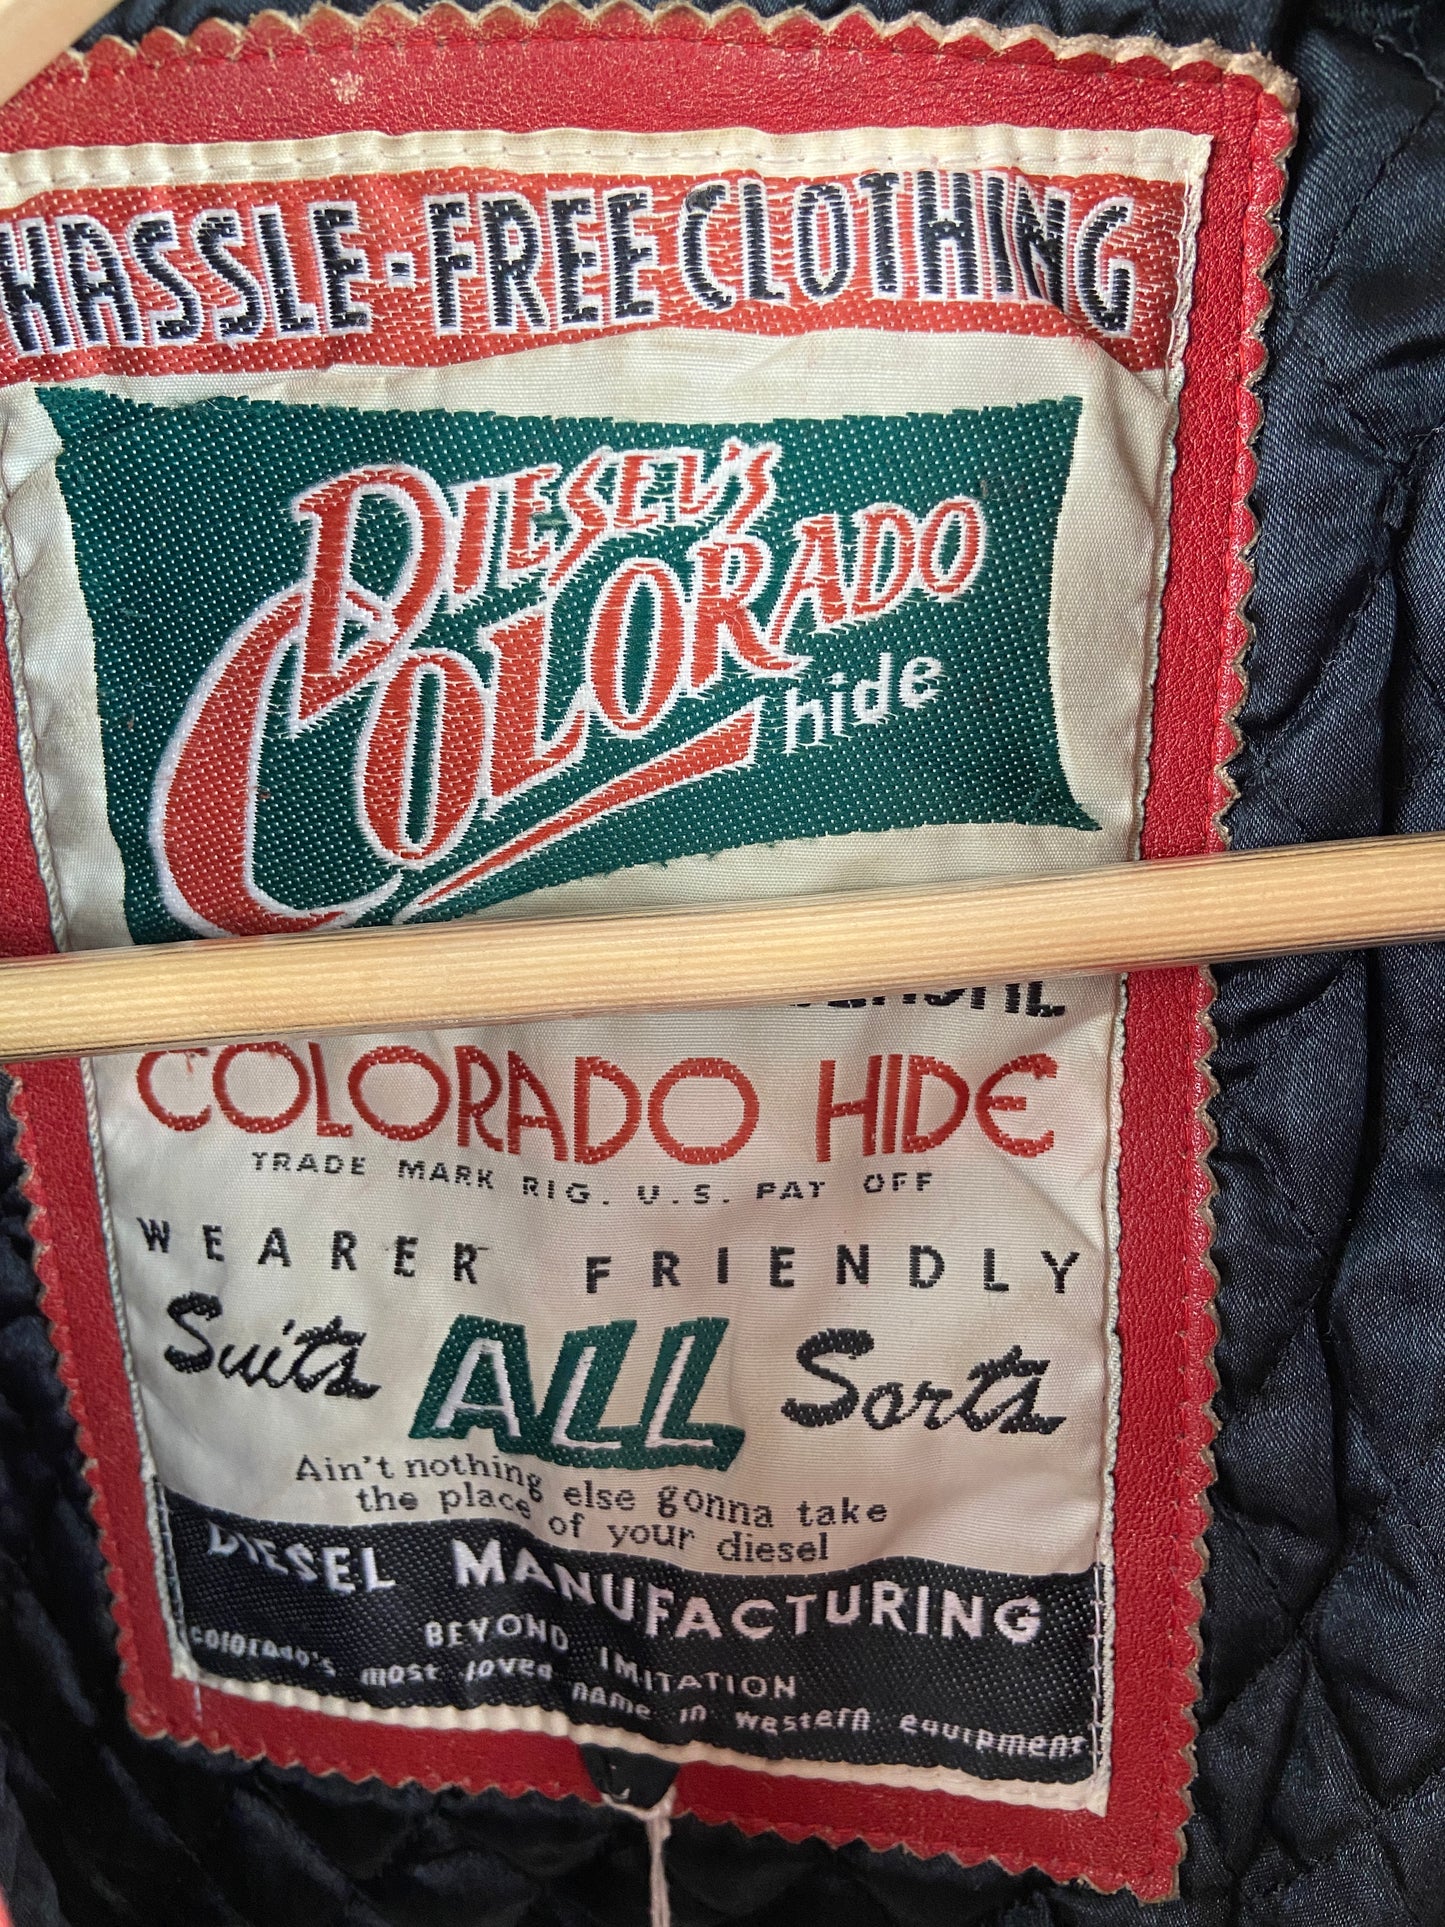 HASSLE-FREE CLOTHING
DIESEL'S
COLORADO
hide
COLORADO HIDE
TRADE MARK RIG. U.S. PAT OFF
WEARER FRIENDLY
Suits ALL Sorts
Ain't nothing else gonna take
the place of your diesel
DIESEL MANUFACTURING
BEYOND IMITATION
COLORADO'S most loved name in western equipment